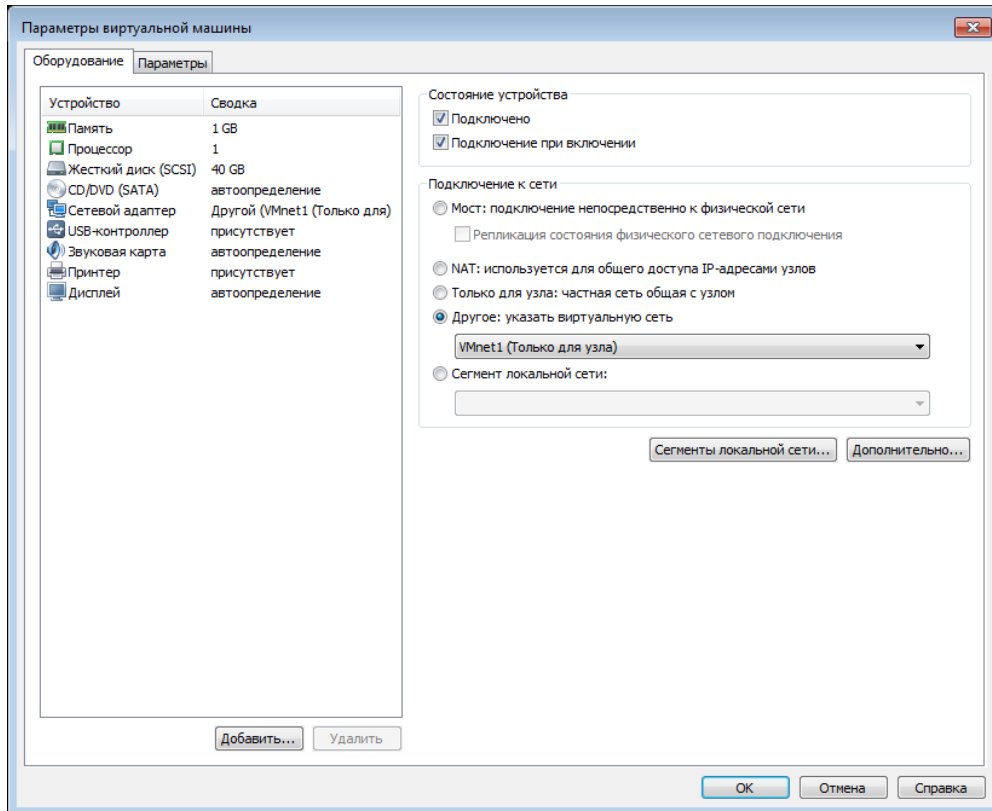 Параметры виртуальной машины
Оборудование Параметры
Устройство Сводка
Память 1 GB
Процессор 1
Жесткий диск (SCSI) 40 GB
CD/DVD (SATA) автоопределение
Сетевой адаптер Другой (VMnet1 (Только для)
USB-контроллер присутствует
Звуковая карта автоопределение
Принтер присутствует
Дисплей автоопределение
Добавить... Удалить
Состояние устройства
Подключено
Подключение при включении
Подключение к сети
Мост: подключение непосредственно к физической сети
Репликация состояния физического сетевого подключения
NAT: используется для общего доступа IP-адресами узлов
Только для узла: частная сеть общая с узлом
Другое: указать виртуальную сеть
VMnet1 (Только для узла)
Сегмент локальной сети:
Сегменты локальной сети... Дополнительно...
OK Отмена Справка